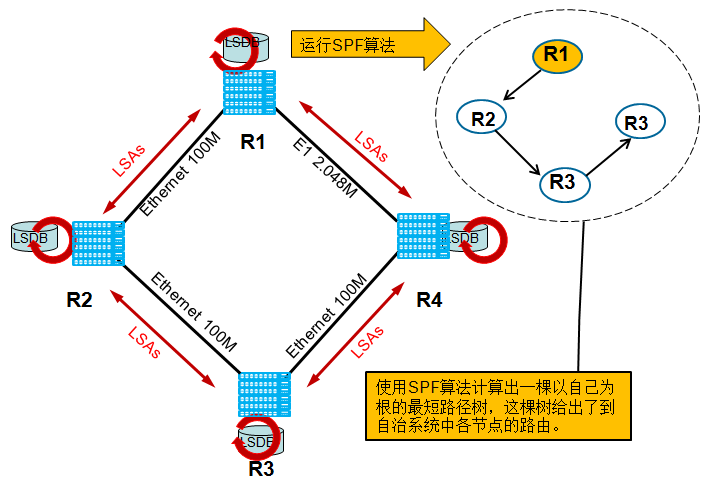 LSDB
运行SPF算法
R1
R1
LSAs
Ethernet 100M
E1 2.048M
LSAs
R2
R3
R3
LSDB
LSDB
R2
R4
Ethernet 100M
LSAs
Ethernet 100M
LSAs
使用SPF算法计算出一棵以自己为
根的最短路径树，这棵树给出了到
自治系统中各节点的路由。
LSDB
R3